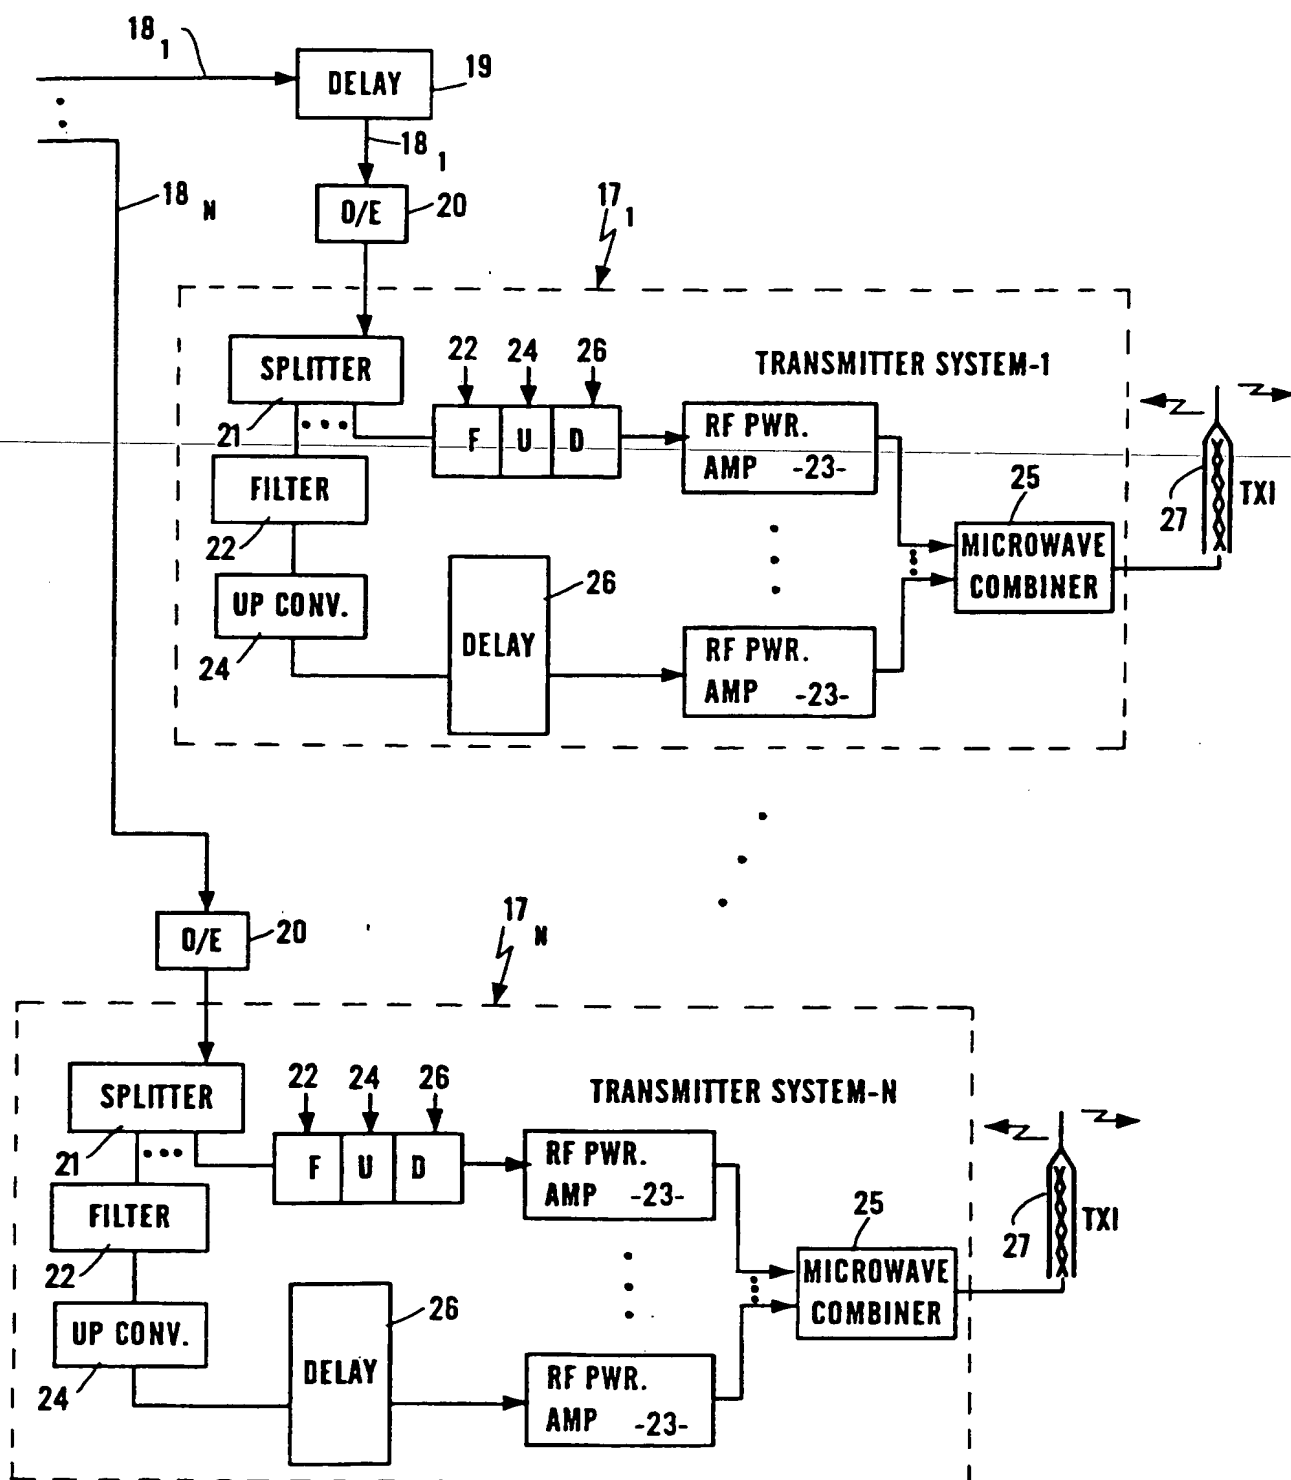 18 1
DELAY
19
18 1
18 N
O/E
20
17 1
SPLITTER
21
22 24 26
TRANSMITTER SYSTEM-1
F U D
RF PWR.
AMP -23-
FILTER
22
25
MICROWAVE
COMBINER
27
TXI
UP CONV.
24
DELAY
26
RF PWR.
AMP -23-
O/E
20
17 N
SPLITTER
21
22 24 26
TRANSMITTER SYSTEM-N
F U D
RF PWR.
AMP -23-
FILTER
22
25
MICROWAVE
COMBINER
27
TXI
UP CONV.
24
DELAY
26
RF PWR.
AMP -23-